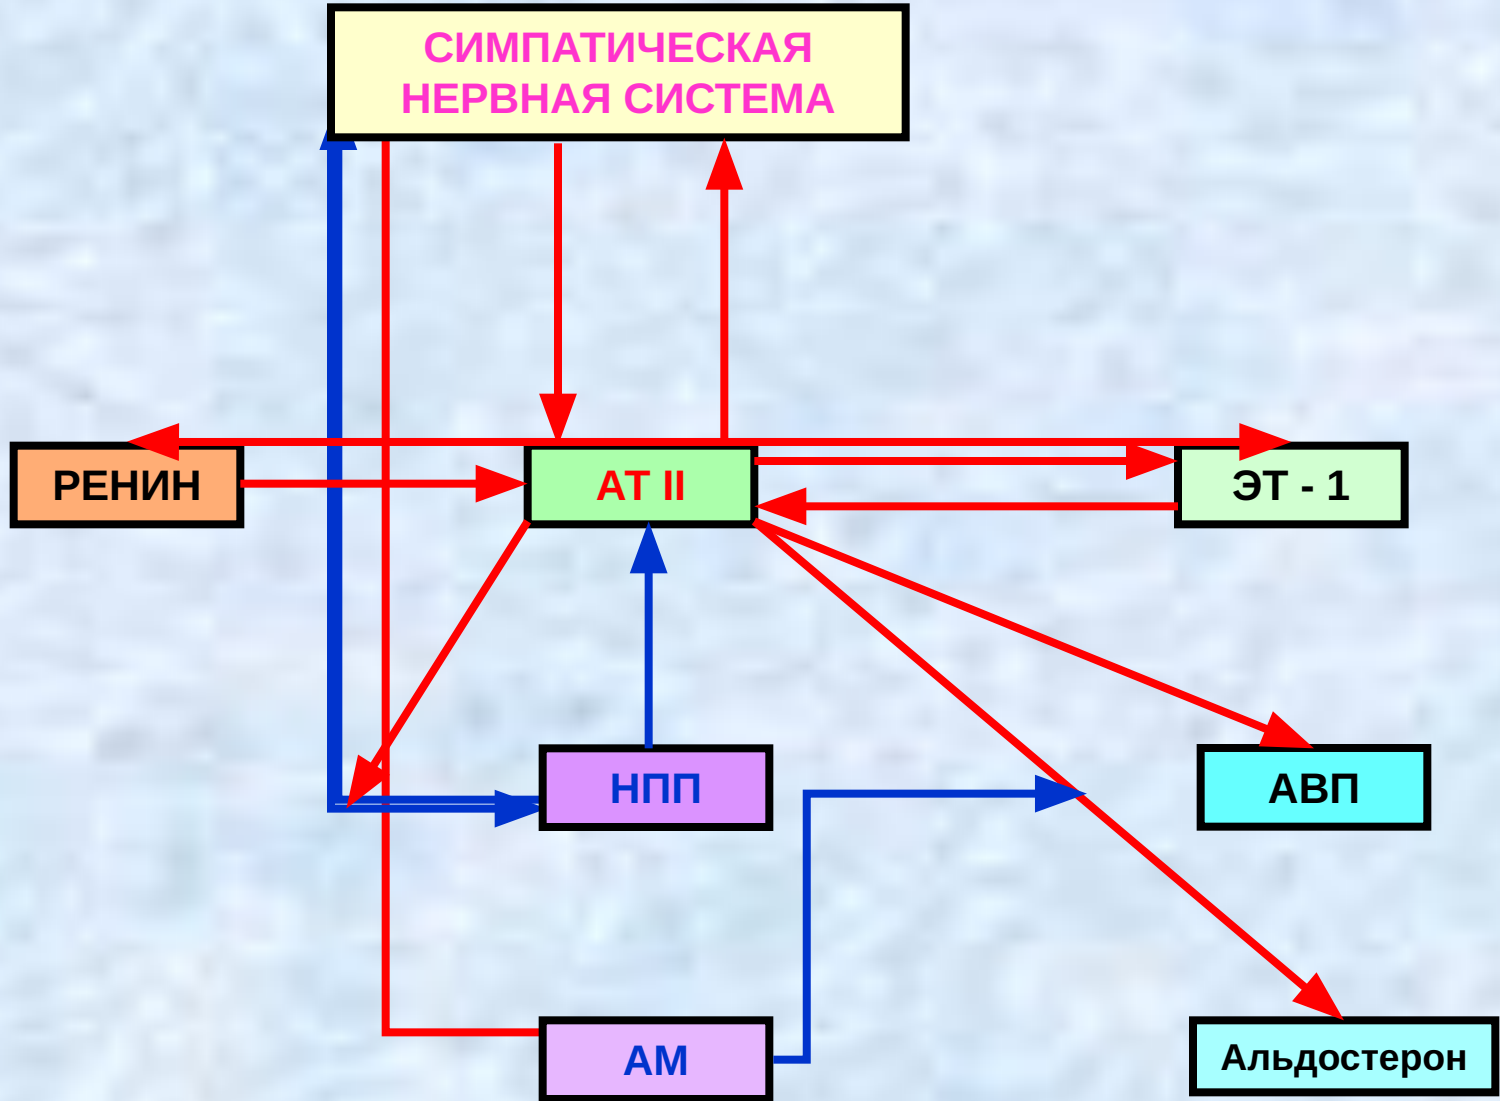 СИМПАТИЧЕСКАЯ
НЕРВНАЯ СИСТЕМА
РЕНИН
АТ II
ЭТ - 1
НПП
АВП
АМ
Альдостерон